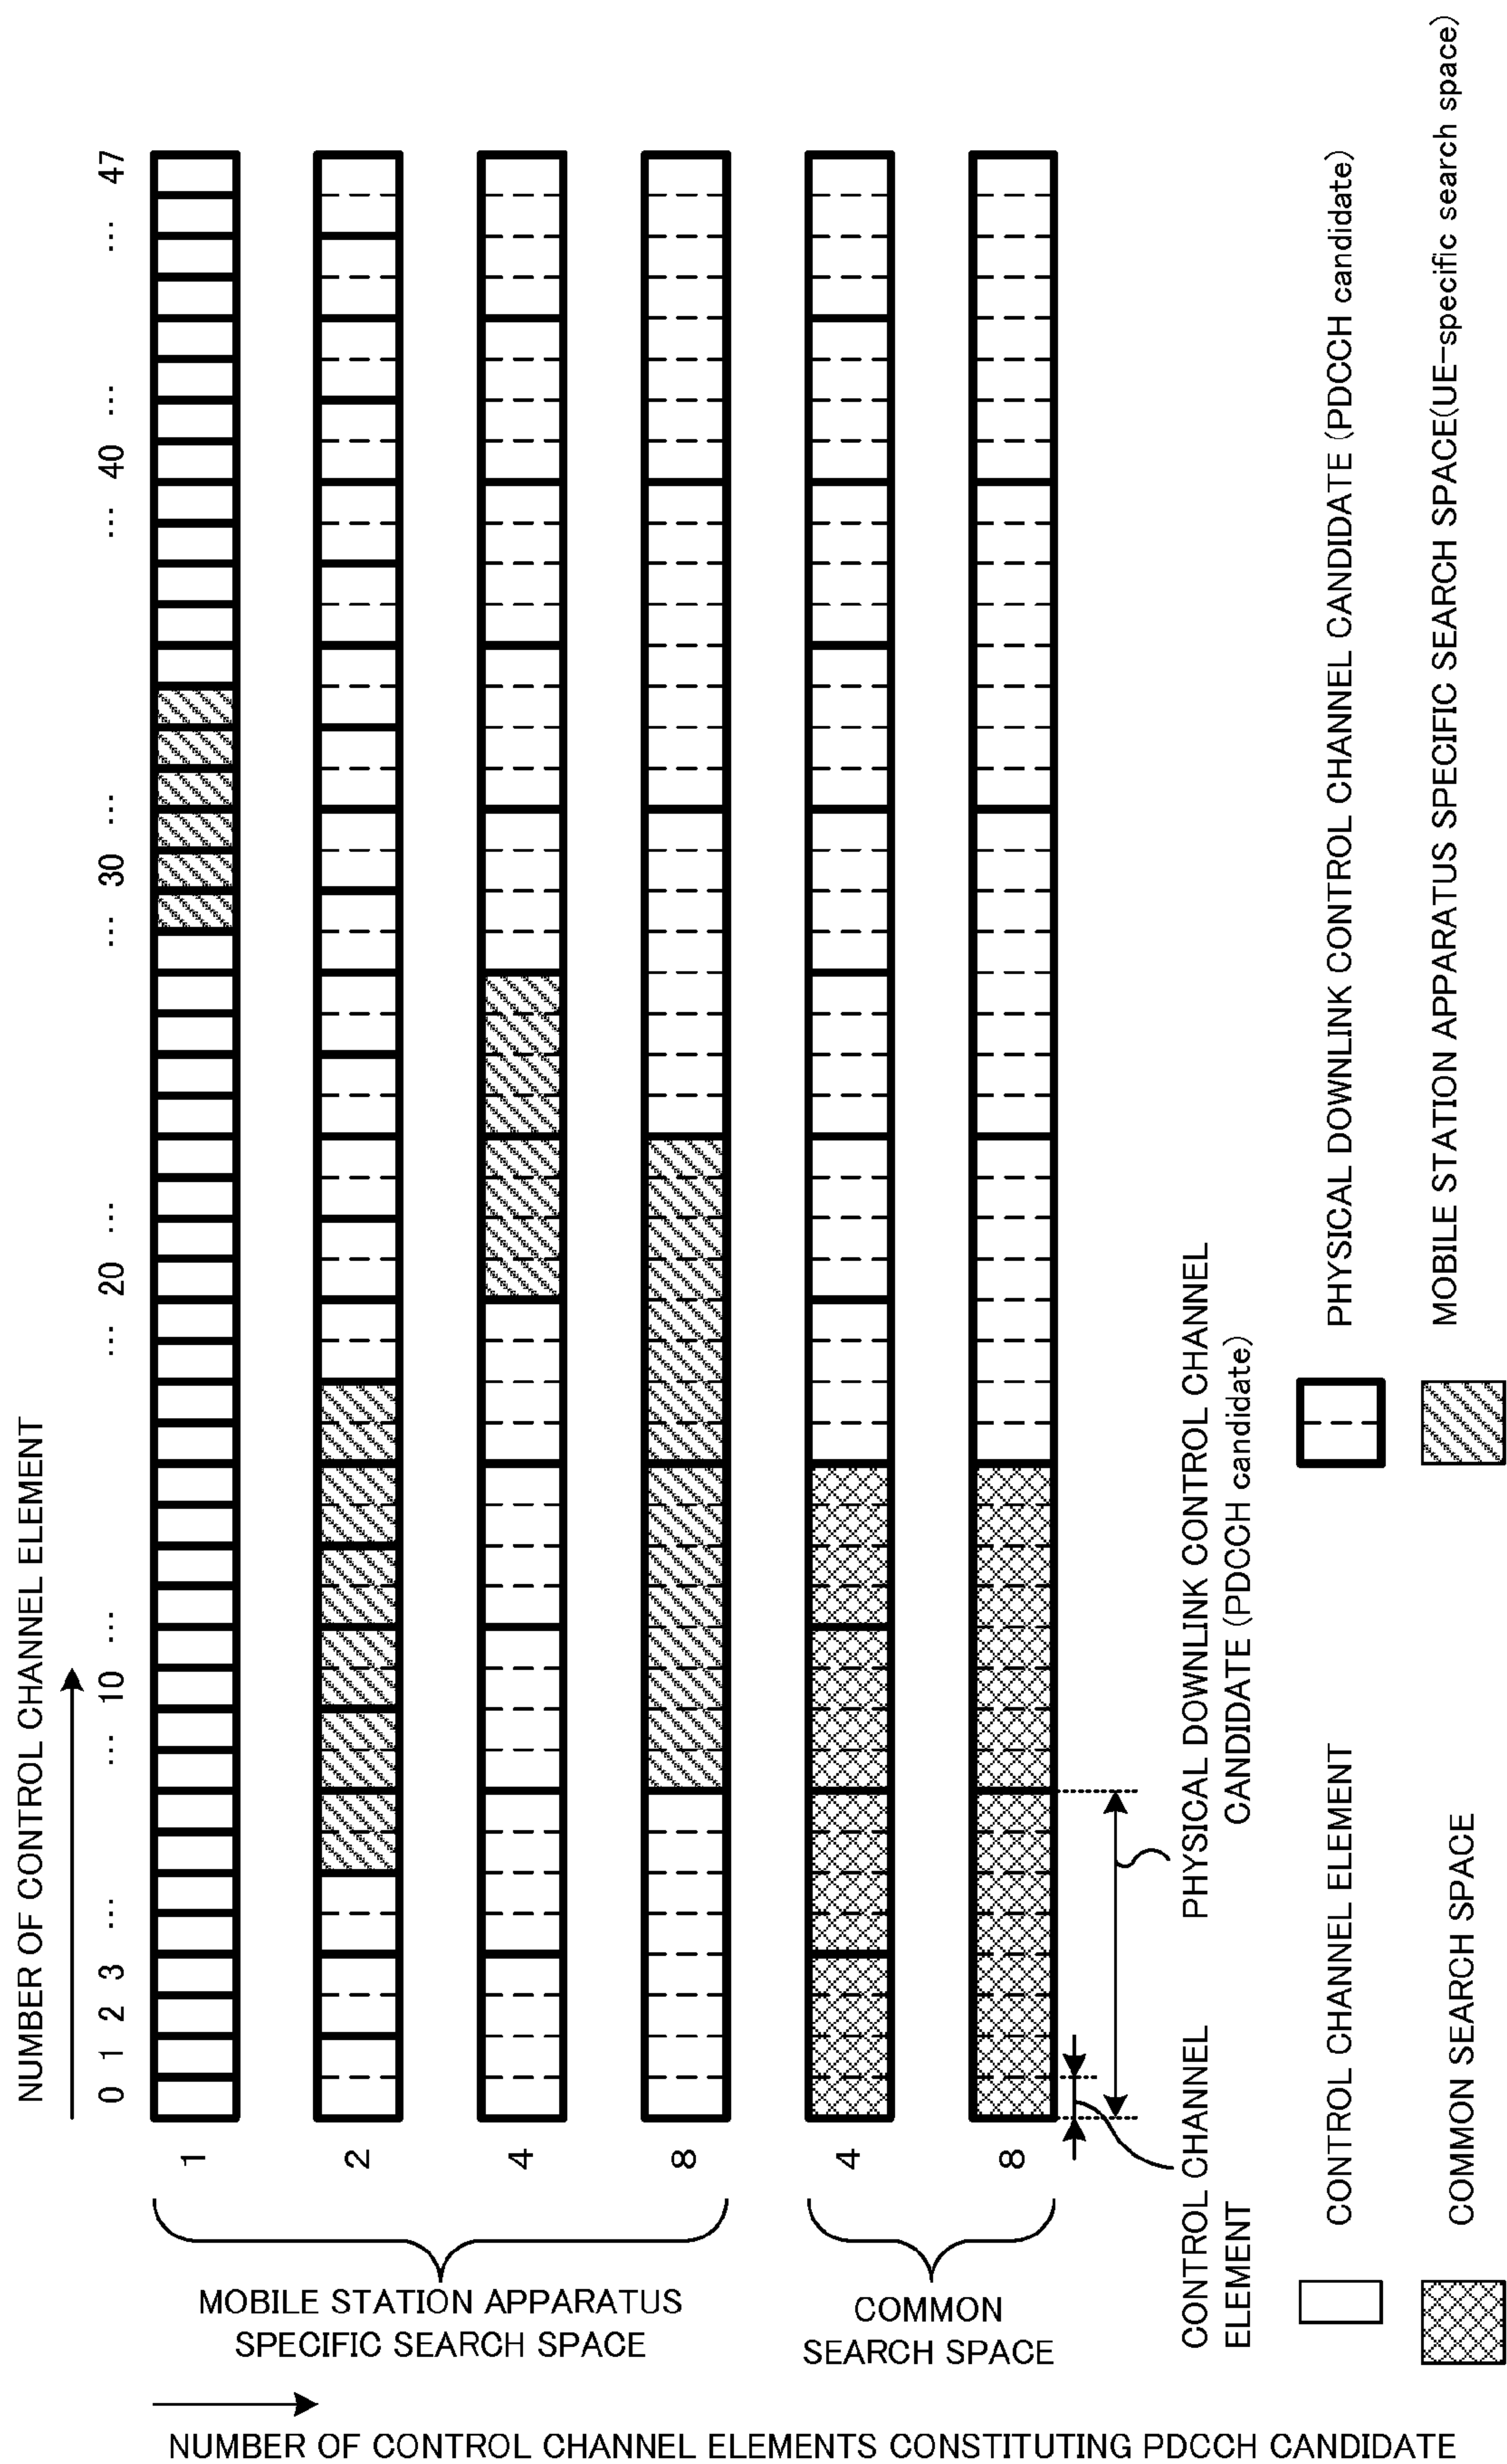 NUMBER OF CONTROL CHANNEL ELEMENT
0 1 2 3 ... ... 10 ... ... 20 ... ... 30 ... ... 40 ... ... 47
1
2
4
8
4
8
MOBILE STATION APPARATUS
SPECIFIC SEARCH SPACE
COMMON
SEARCH SPACE
NUMBER OF CONTROL CHANNEL ELEMENTS CONSTITUTING PDCCH CANDIDATE
CONTROL CHANNEL
ELEMENT
PHYSICAL DOWNLINK CONTROL CHANNEL
CANDIDATE (PDCCH candidate)
CONTROL CHANNEL ELEMENT
PHYSICAL DOWNLINK CONTROL CHANNEL CANDIDATE (PDCCH candidate)
COMMON SEARCH SPACE
MOBILE STATION APPARATUS SPECIFIC SEARCH SPACE(UE-specific search space)